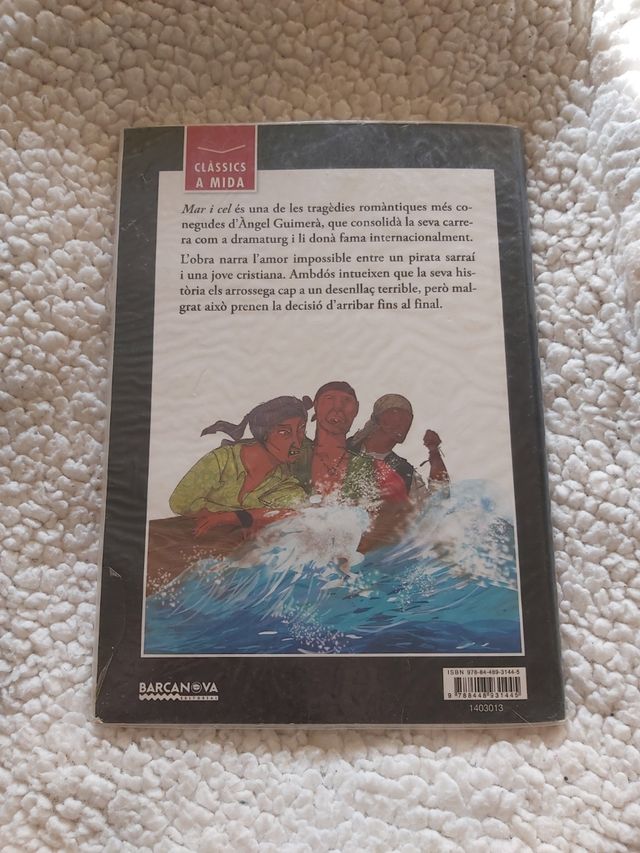 CLÀSSICS
A MIDA
Mar i cel és una de les tragèdies romàntiques més co-
negudes d'Àngel Guimerà, que consolidà la seva carre-
ra com a dramaturg i li donà fama internacionalment.
L'obra narra l'amor impossible entre un pirata sarraí
i una jove cristiana. Ambdós intueixen que la seva his-
tòria els arrossega cap a un desenllaç terrible, però mal-
grat això prenen la decisió d'arribar fins al final.
ISBN 978-84-489-3144-5
9 788448 931445
1403013
BARCANOVA
EDITORIAL